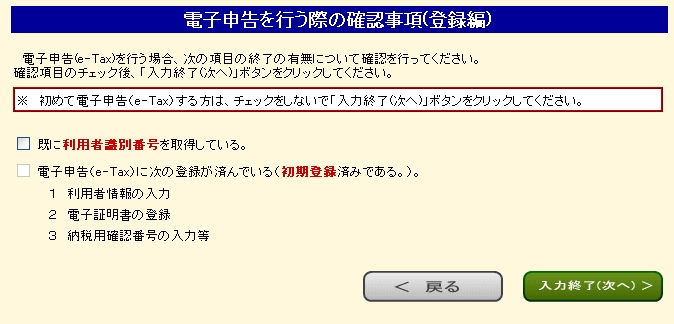 電子申告を行う際の確認事項(登録編)
電子申告(e-Tax)を行う場合、次の項目の終了の有無について確認を行ってください。
確認項目のチェック後、「入力終了(次へ)」ボタンをクリックしてください。
※ 初めて電子申告(e-Tax)する方は、チェックをしないで「入力終了(次へ)」ボタンをクリックしてください。
既に利用者識別番号を取得している。
電子申告(e-Tax)に次の登録が済んでいる(初期登録済みである。)。
1 利用者情報の入力
2 電子証明書の登録
3 納税用確認番号の入力等
< 戻る
入力終了(次へ) >